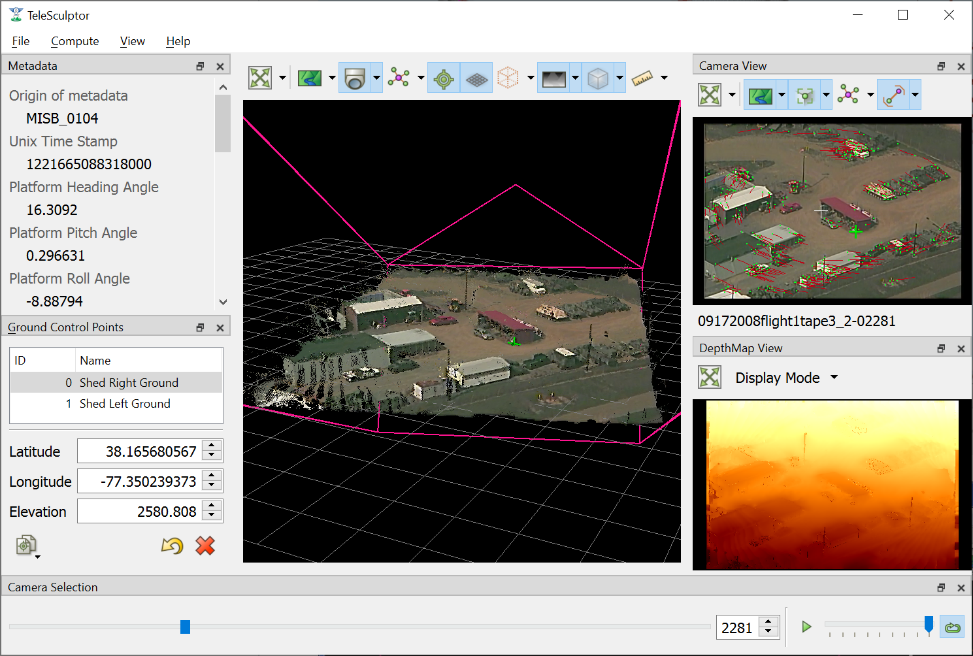 TeleSculptor
File Compute View Help
Metadata
Origin of metadata
MISB_0104
Unix Time Stamp
1221665088318000
Platform Heading Angle
16.3092
Platform Pitch Angle
0.296631
Platform Roll Angle
-8.88794
Ground Control Points
ID Name
0 Shed Right Ground
1 Shed Left Ground
Latitude 38.165680567
Longitude -77.350239373
Elevation 2580.808
Camera View
09172008flight1tape3_2-02281
DepthMap View
Display Mode
Camera Selection
2281